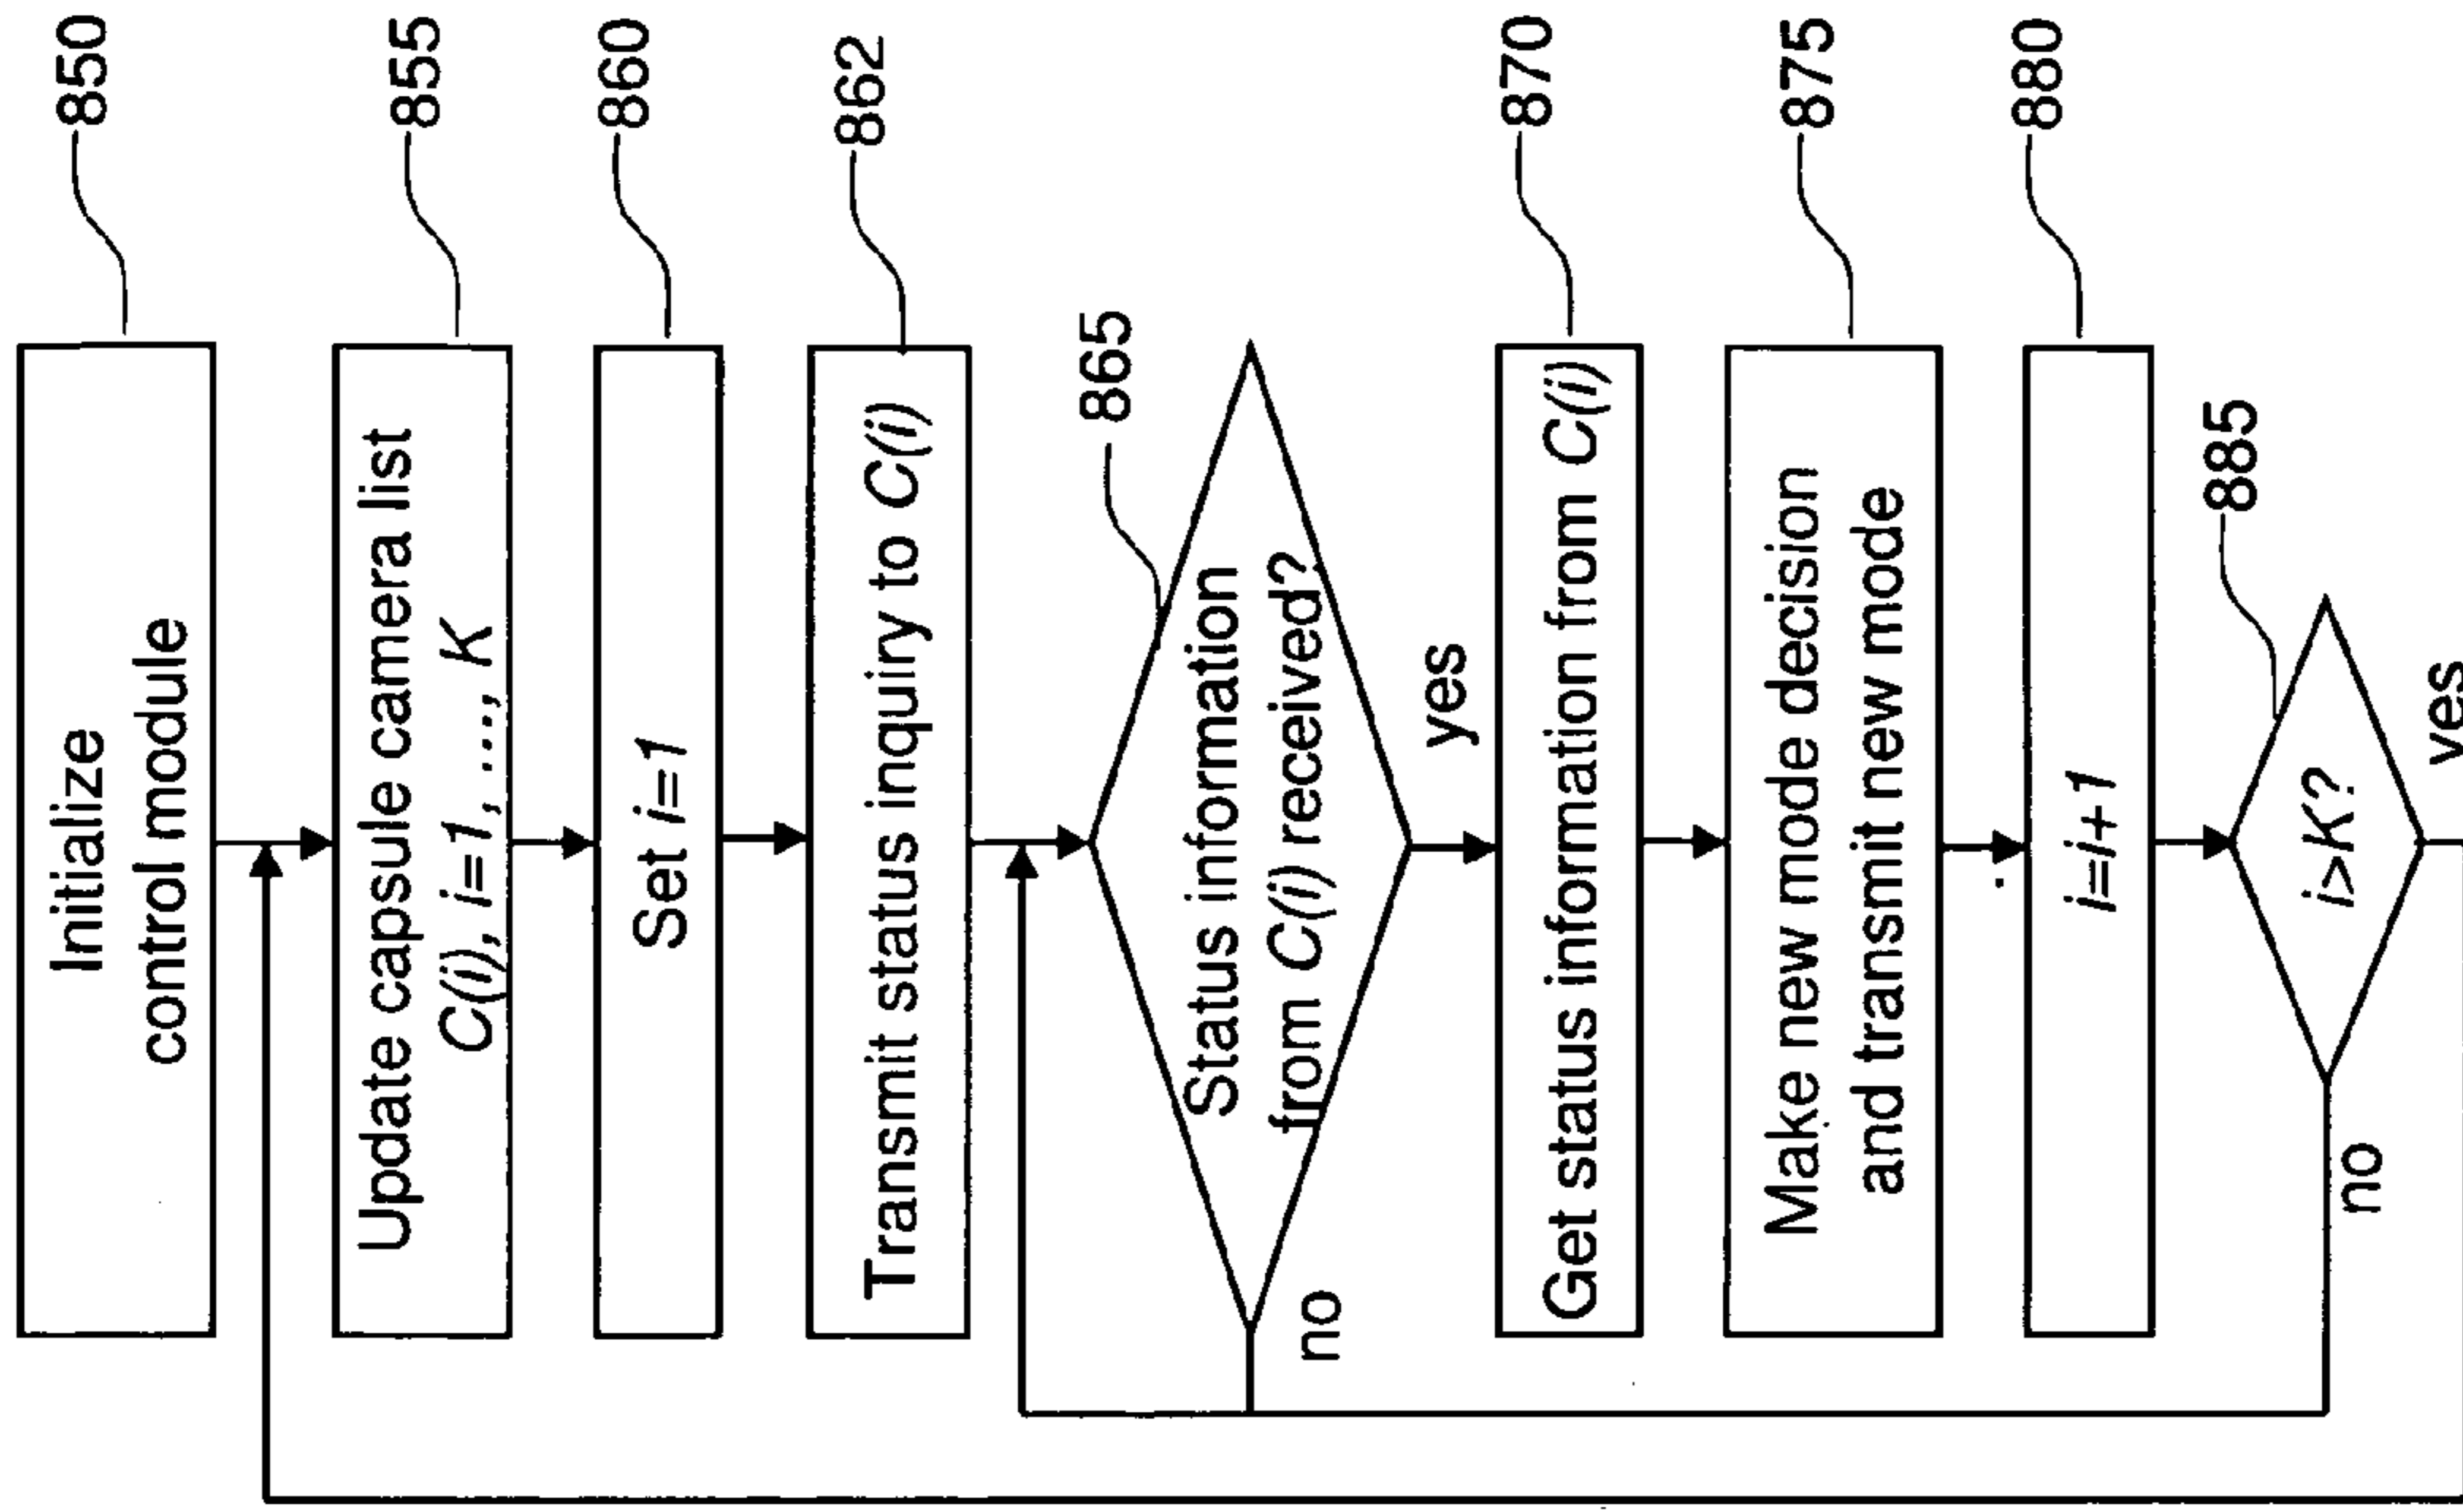 Initialize
control module
850
Update capsule camera list
C(i), i=1, ..., K
855
Set i=1
860
Transmit status inquiry to C(i)
862
Status information
from C(i) received?
865
no
yes
Get status information from C(i)
870
Make new mode decision
and transmit new mode
875
i=i+1
880
i>K?
885
no
yes